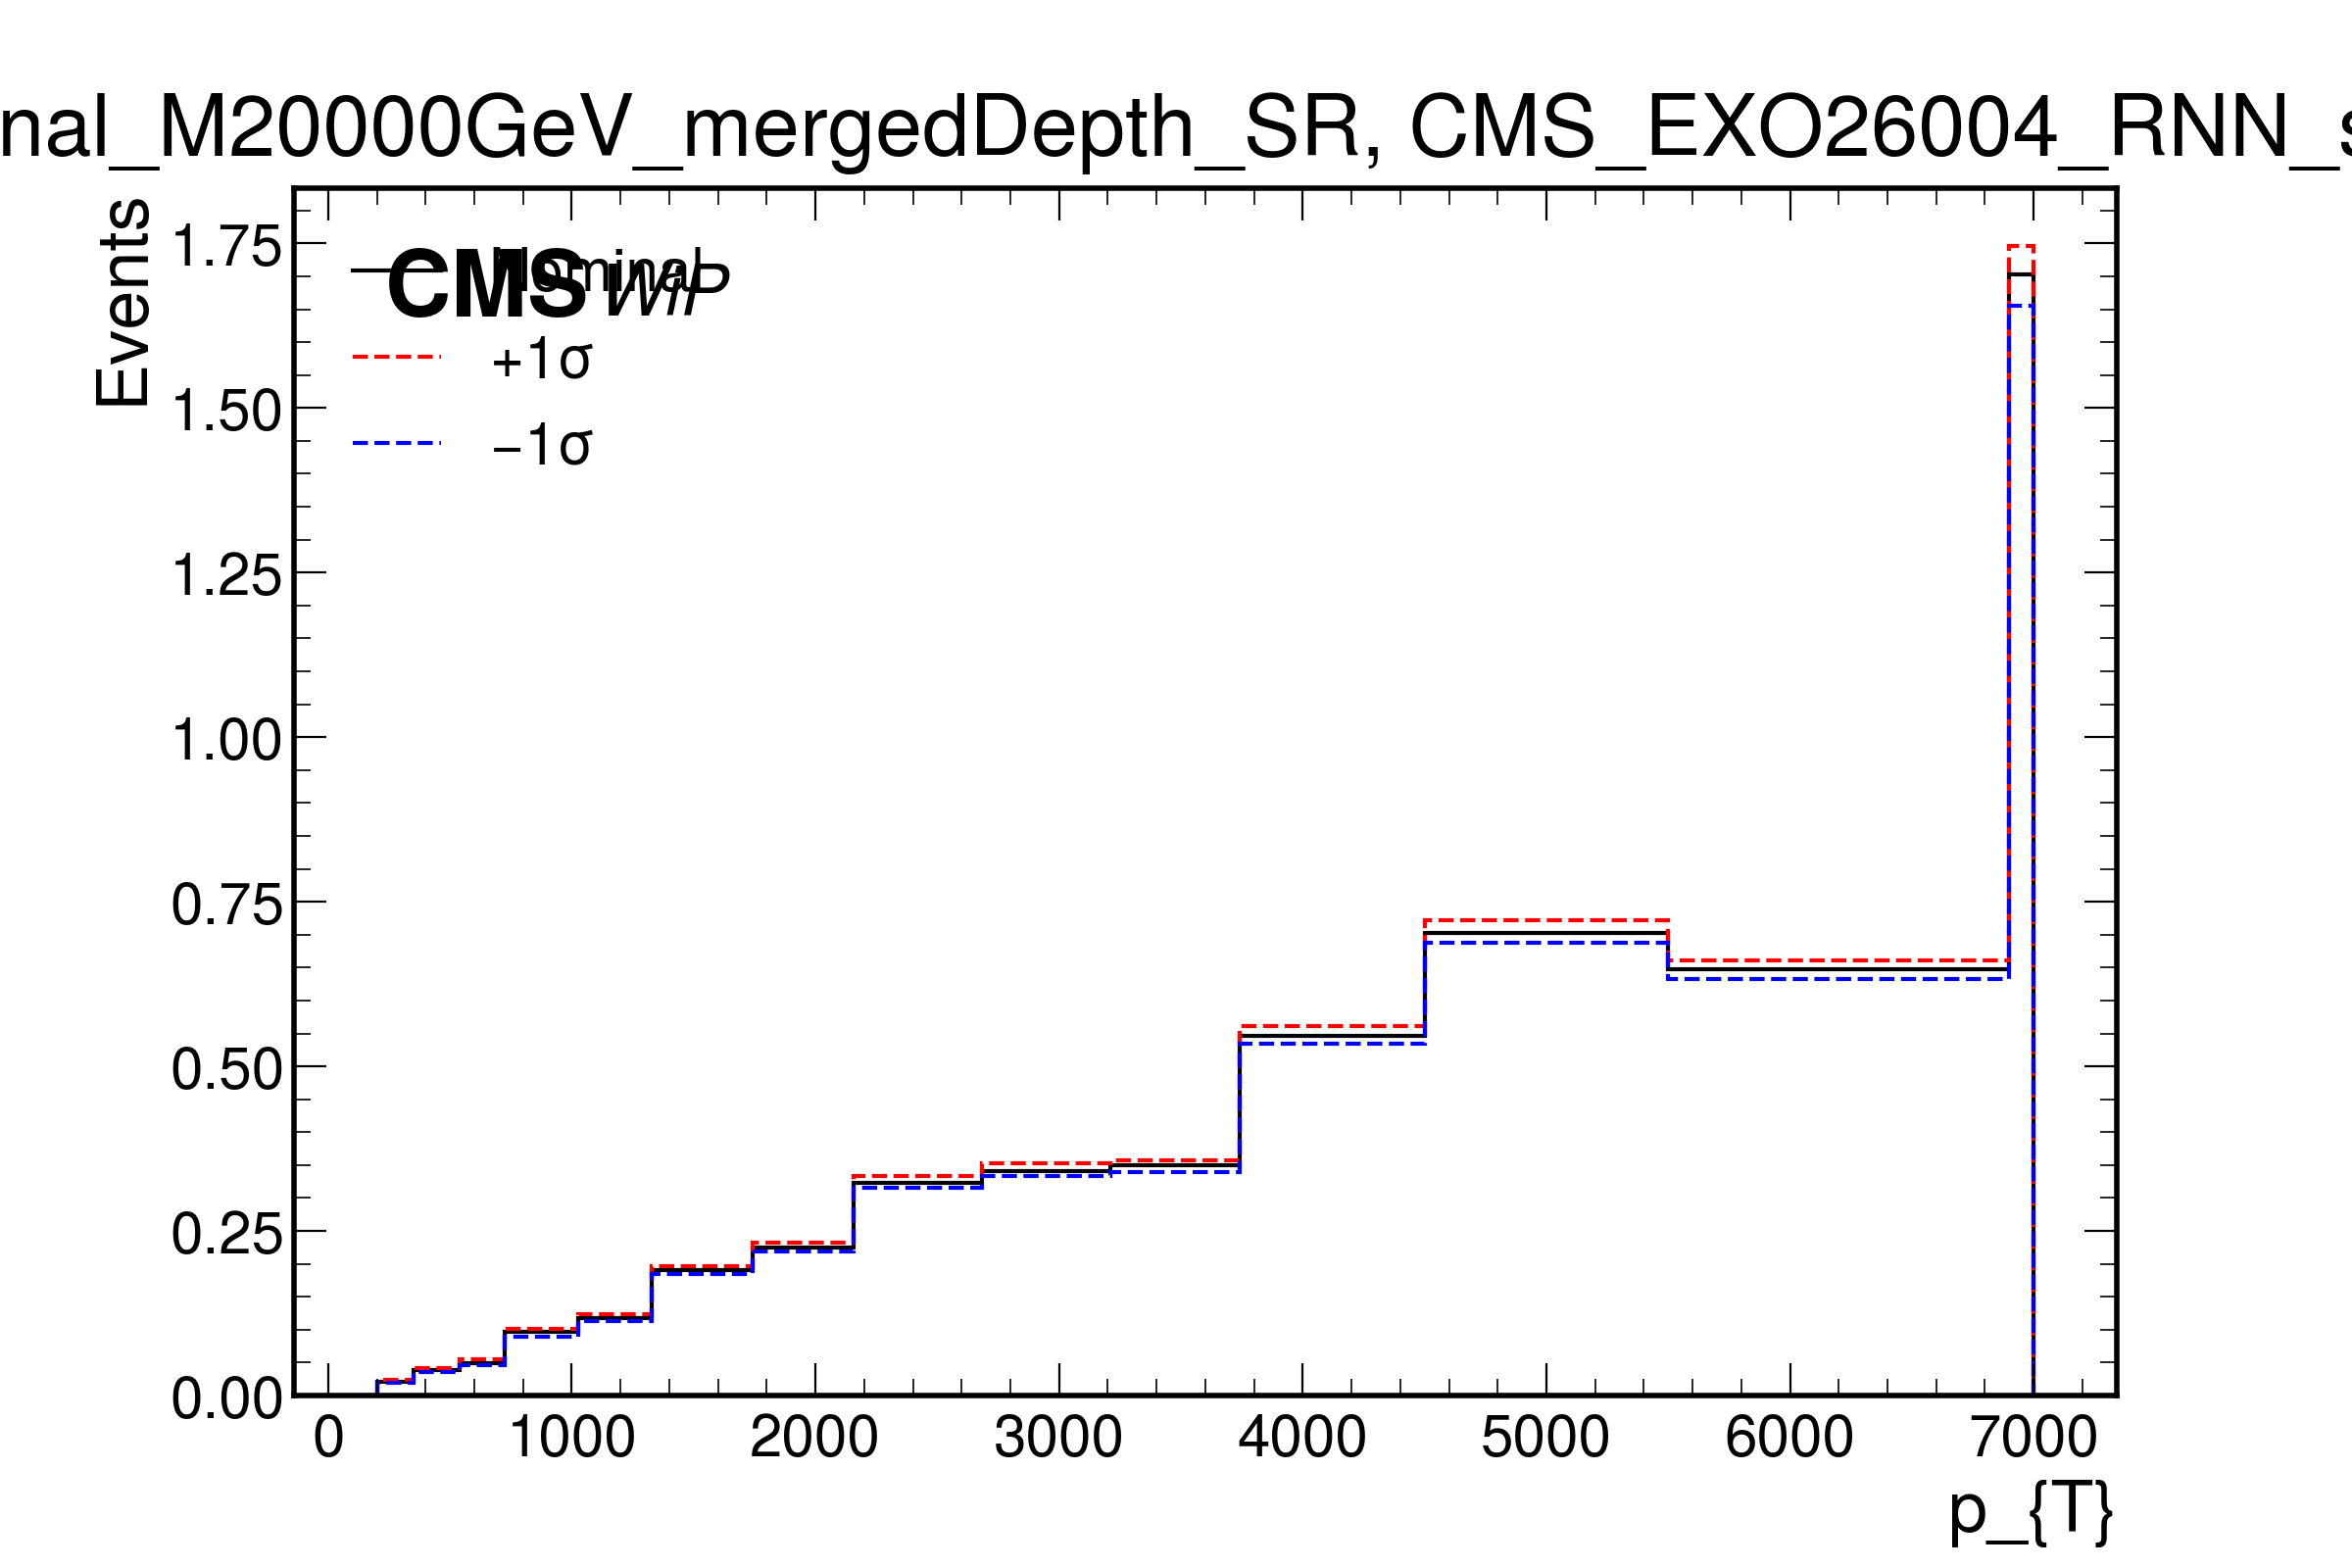 nal_M20000GeV_mergedDepth_SR, CMS_EXO26004_RNN_s
Events
CMS WiP
Nominal
+1σ
−1σ
1.75
1.50
1.25
1.00
0.75
0.50
0.25
0.00
0 1000 2000 3000 4000 5000 6000 7000
p_{T}